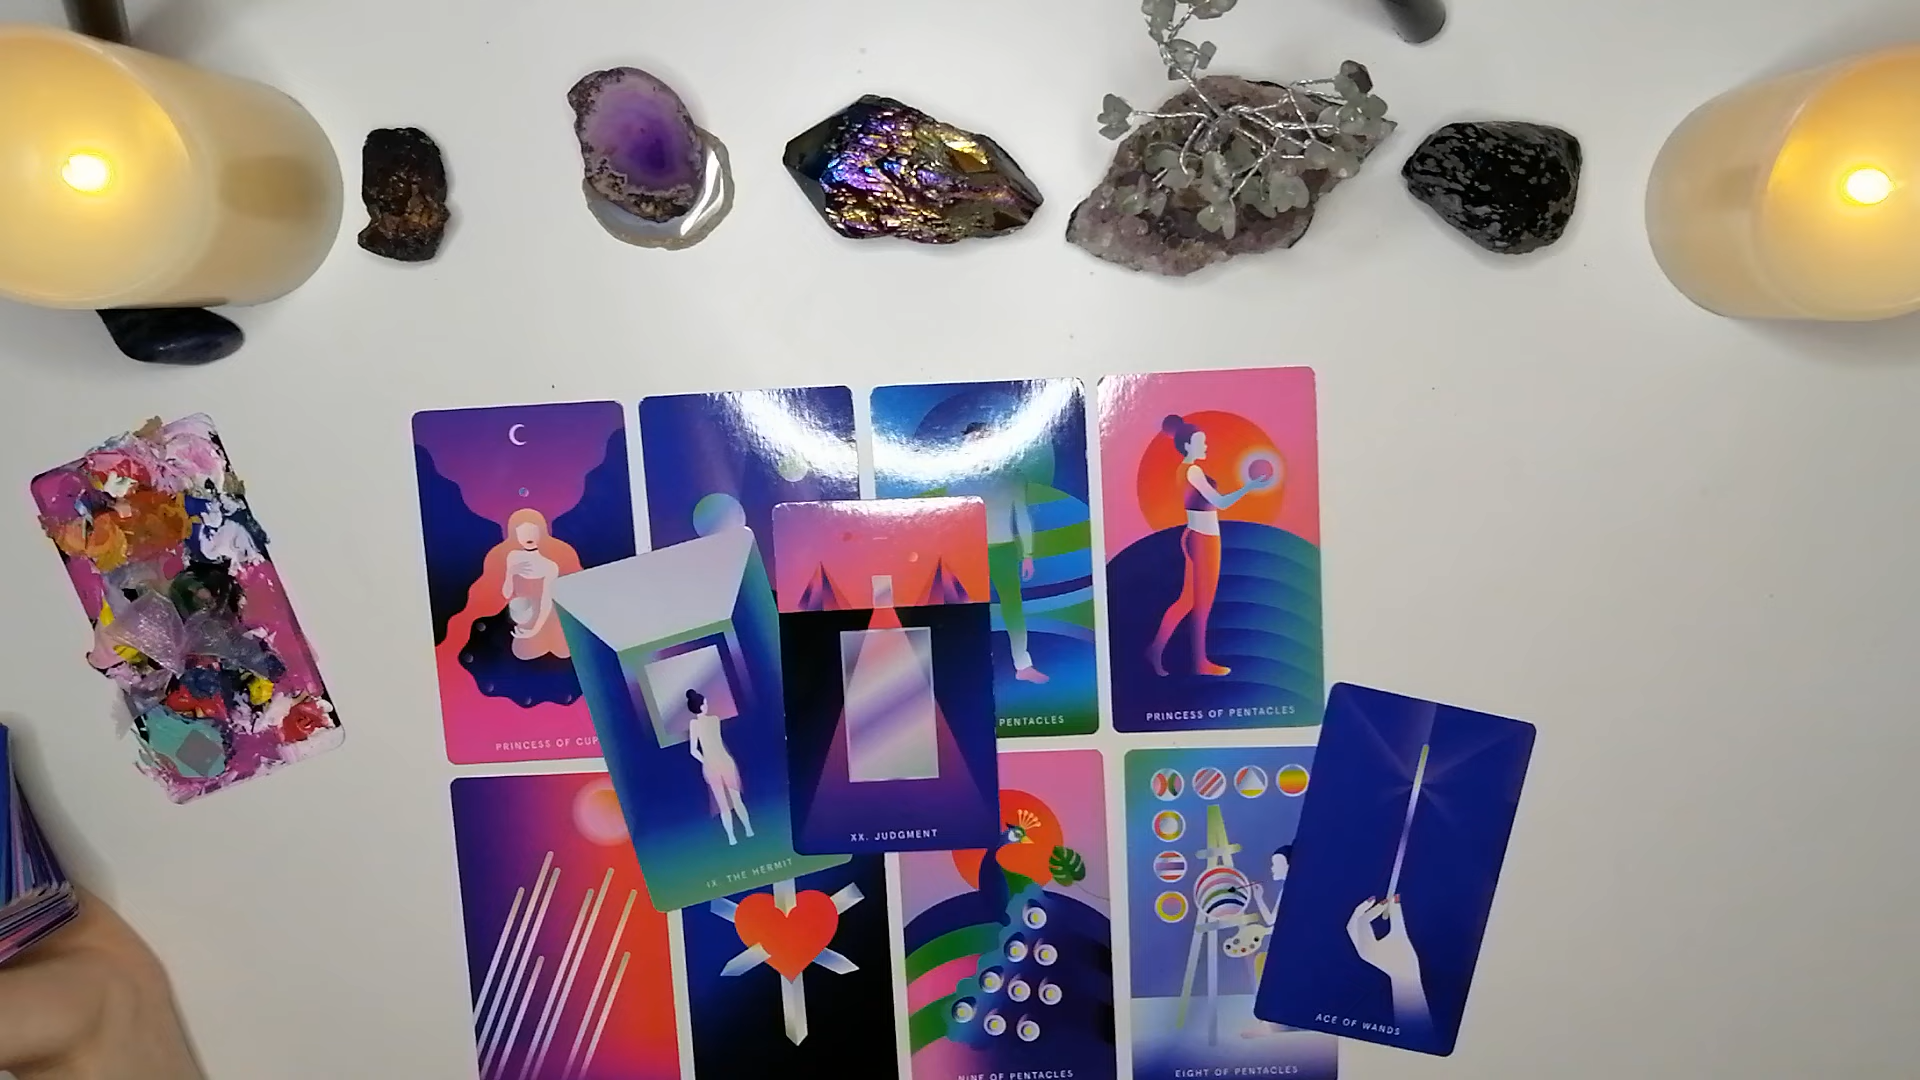 PRINCESS OF CUP
PENTACLES
PRINCESS OF PENTACLES
IX. THE HERMIT
XX. JUDGMENT
NINE OF PENTACLES
EIGHT OF PENTACLES
ACE OF WANDS